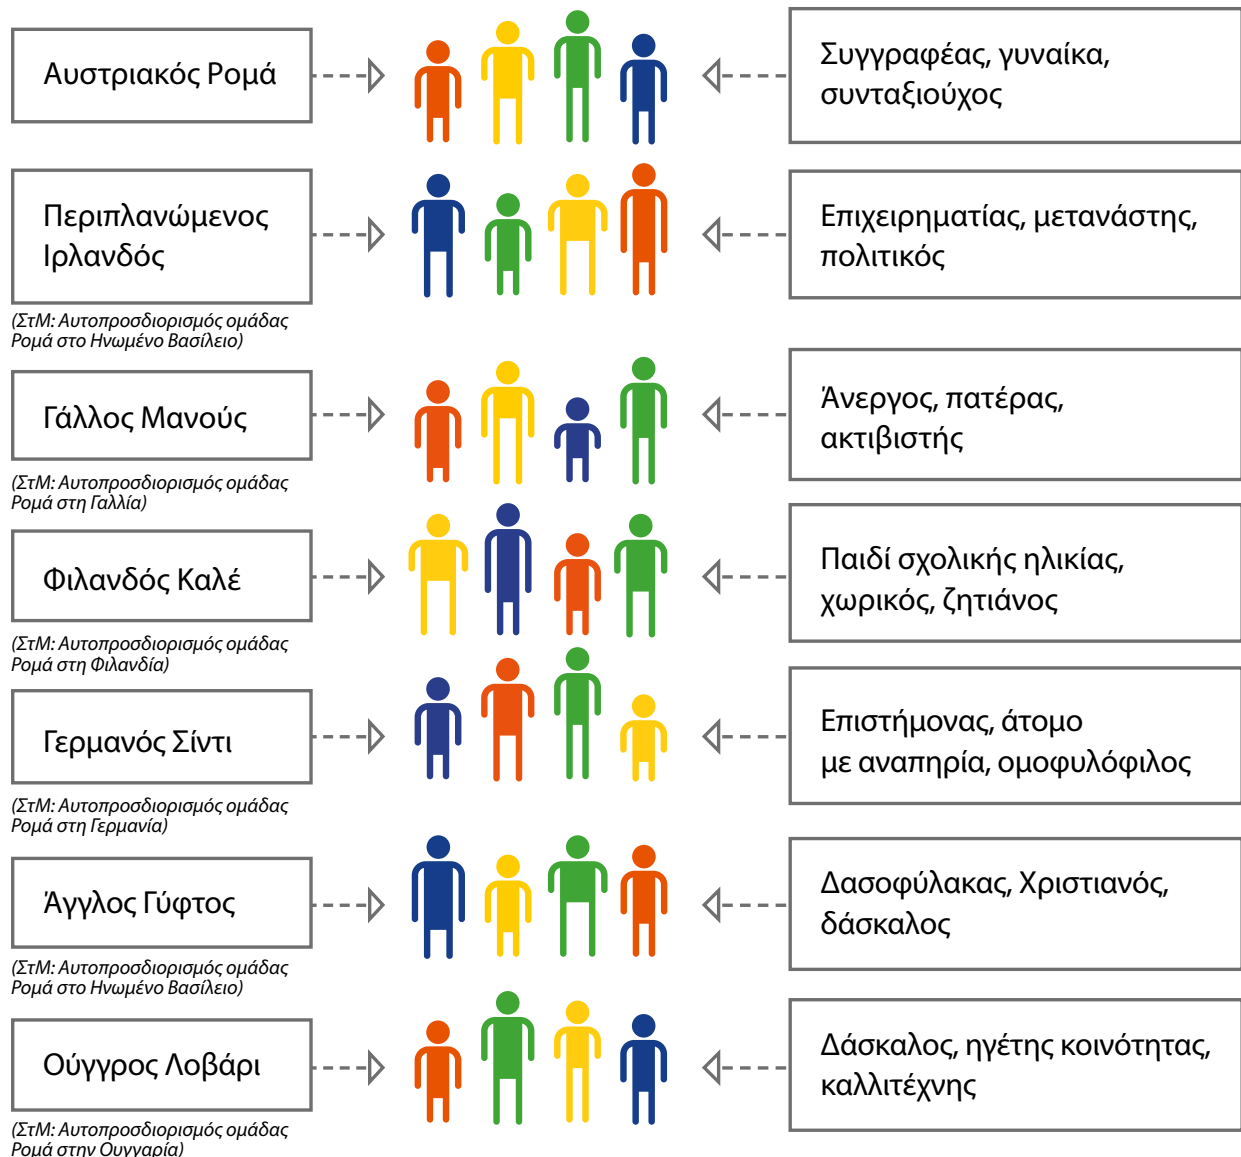 Αυστριακός Ρομά
Συγγραφέας, γυναίκα,
συνταξιούχος
Περιπλανώμενος
Ιρλανδός
(ΣτΜ: Αυτοπροσδιορισμός ομάδας
Ρομά στο Ηνωμένο Βασίλειο)
Επιχειρηματίας, μετανάστης,
πολιτικός
Γάλλος Μανούς
(ΣτΜ: Αυτοπροσδιορισμός ομάδας
Ρομά στη Γαλλία)
Άνεργος, πατέρας,
ακτιβιστής
Φιλανδός Καλέ
(ΣτΜ: Αυτοπροσδιορισμός ομάδας
Ρομά στη Φιλανδία)
Παιδί σχολικής ηλικίας,
χωρικός, ζητιάνος
Γερμανός Σίντι
(ΣτΜ: Αυτοπροσδιορισμός ομάδας
Ρομά στη Γερμανία)
Επιστήμονας, άτομο
με αναπηρία, ομοφυλόφιλος
Άγγλος Γύφτος
(ΣτΜ: Αυτοπροσδιορισμός ομάδας
Ρομά στο Ηνωμένο Βασίλειο)
Δασοφύλακας, Χριστιανός,
δάσκαλος
Ούγγρος Λοβάρι
(ΣτΜ: Αυτοπροσδιορισμός ομάδας
Ρομά στην Ουγγαρία)
Δάσκαλος, ηγέτης κοινότητας,
καλλιτέχνης